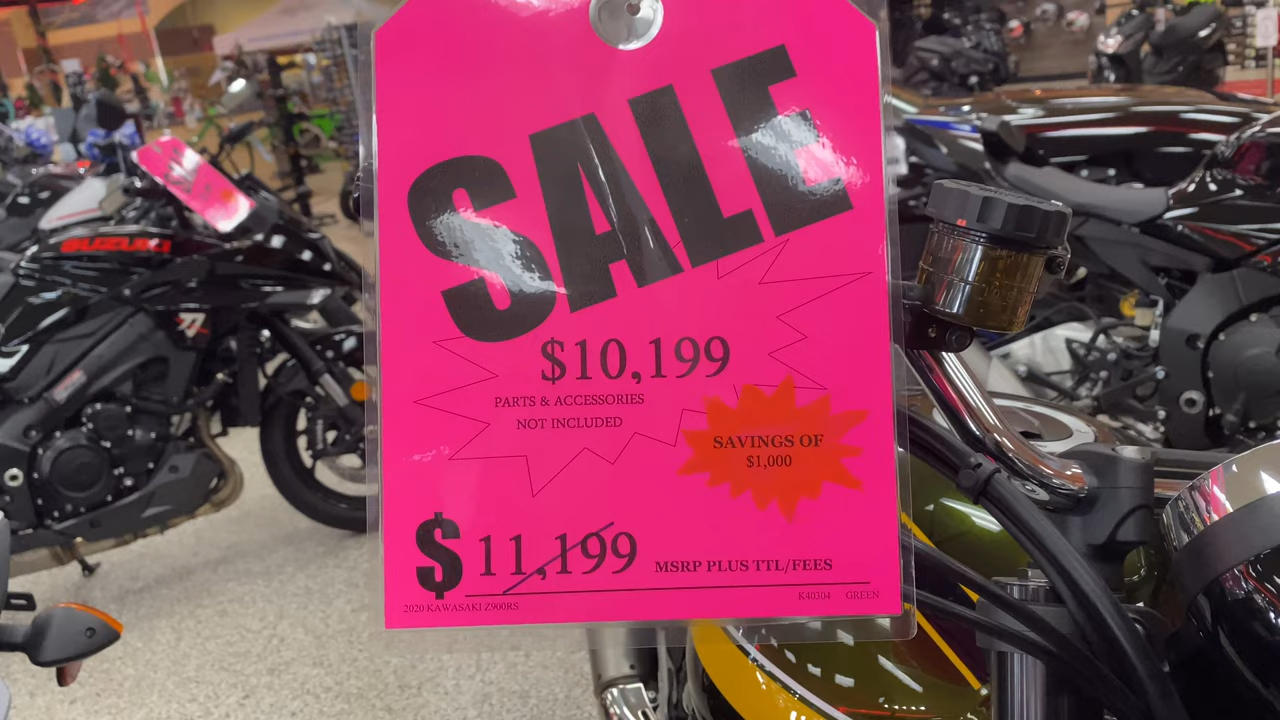 SALE
$10,199
PARTS & ACCESSORIES
NOT INCLUDED
SAVINGS OF
$1,000
$11,199 MSRP PLUS TTL/FEES
2020 KAWASAKI Z900RS K40304 GREEN
SUZUKI